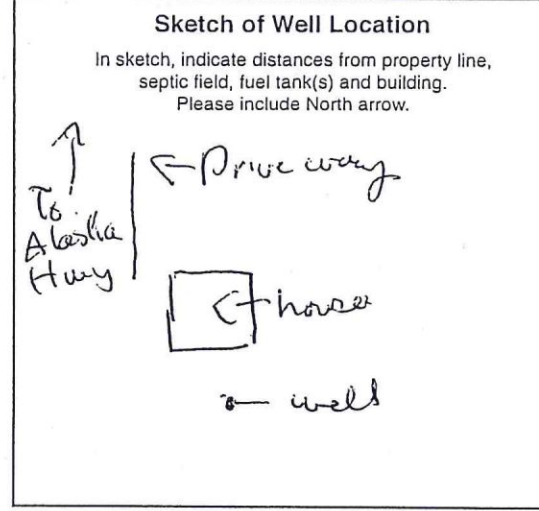 Sketch of Well Location
In sketch, indicate distances from property line,
septic field, fuel tank(s) and building.
Please include North arrow.
Driveway
To
Alaska
Hwy
house
well